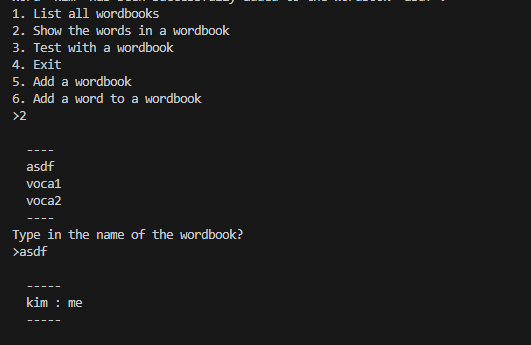 1. List all wordbooks
2. Show the words in a wordbook
3. Test with a wordbook
4. Exit
5. Add a wordbook
6. Add a word to a wordbook
>2
----
asdf
voca1
voca2
----
Type in the name of the wordbook?
>asdf
-----
kim : me
-----